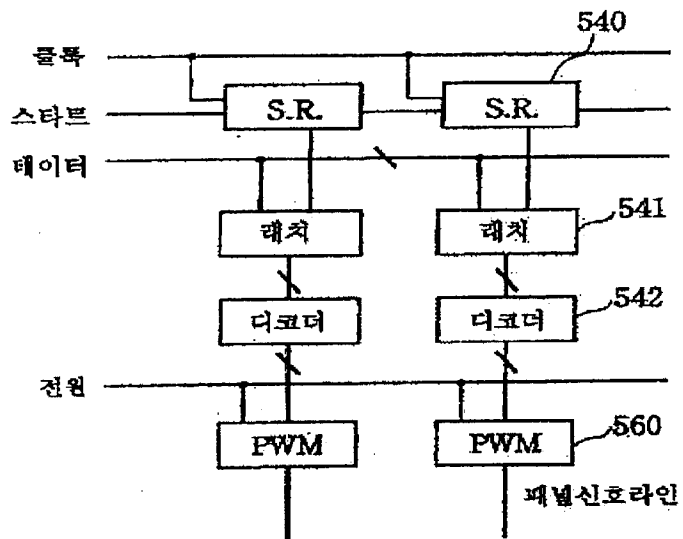 540
클록
S.R.
S.R.
스타트
데이터
래치
래치
541
디코더
디코더
542
전원
PWM
PWM
560
패널신호라인